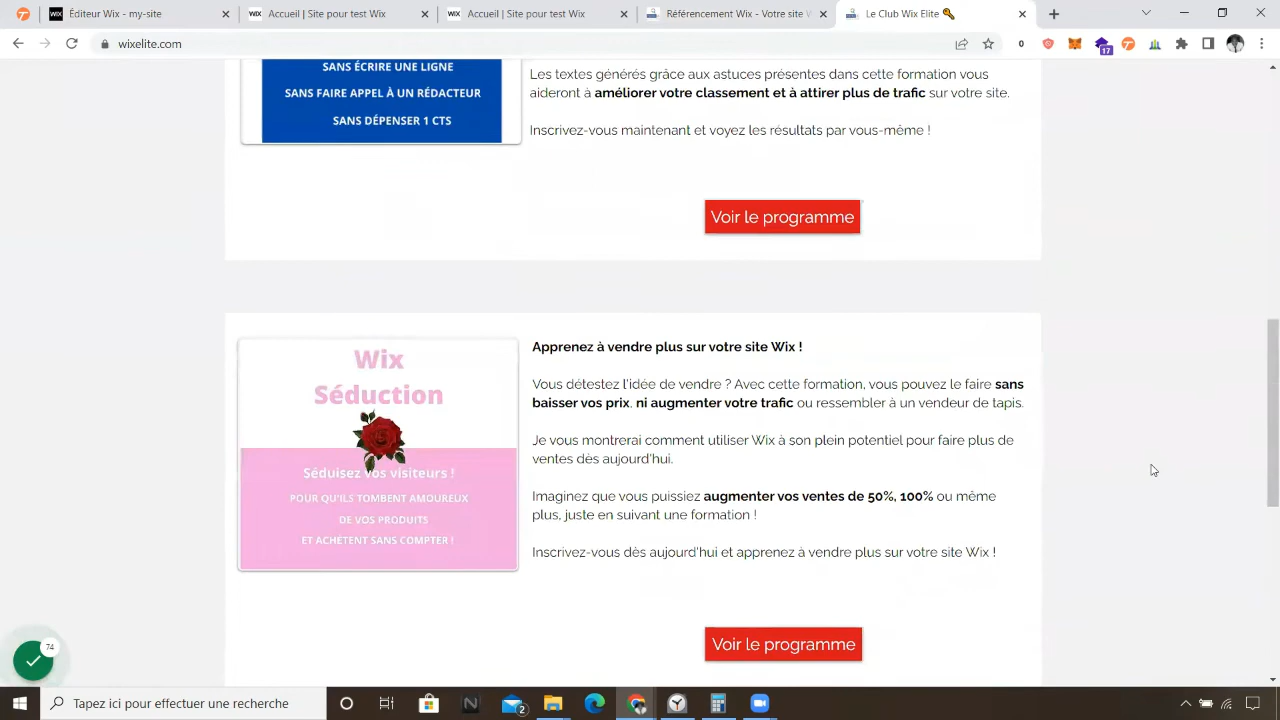 Éditeur Wix - my-s
Accueil | Site pour test Wix
Accueil | Site pour test Wix
Référencement Wix - Votre site W
Le Club Wix Elite
wixelite.com
0
17
SANS ÉCRIRE UNE LIGNE
SANS FAIRE APPEL À UN RÉDACTEUR
SANS DÉPENSER 1 CTS
Les textes générés grâce aux astuces présentes dans cette formation vous
aideront à améliorer votre classement et à attirer plus de trafic sur votre site.
Inscrivez-vous maintenant et voyez les résultats par vous-même !
Voir le programme
Wix
Séduction
Séduisez vos visiteurs !
POUR QU'ILS TOMBENT AMOUREUX
DE VOS PRODUITS
ET ACHÈTENT SANS COMPTER !
Apprenez à vendre plus sur votre site Wix !
Vous détestez l'idée de vendre ? Avec cette formation, vous pouvez le faire sans
baisser vos prix, ni augmenter votre trafic ou ressembler à un vendeur de tapis.
Je vous montrerai comment utiliser Wix à son plein potentiel pour faire plus de
ventes dès aujourd'hui.
Imaginez que vous puissiez augmenter vos ventes de 50%, 100% ou même
plus, juste en suivant une formation !
Inscrivez-vous dès aujourd'hui et apprenez à vendre plus sur votre site Wix !
Voir le programme
74
Tapez ici pour effectuer une recherche
2